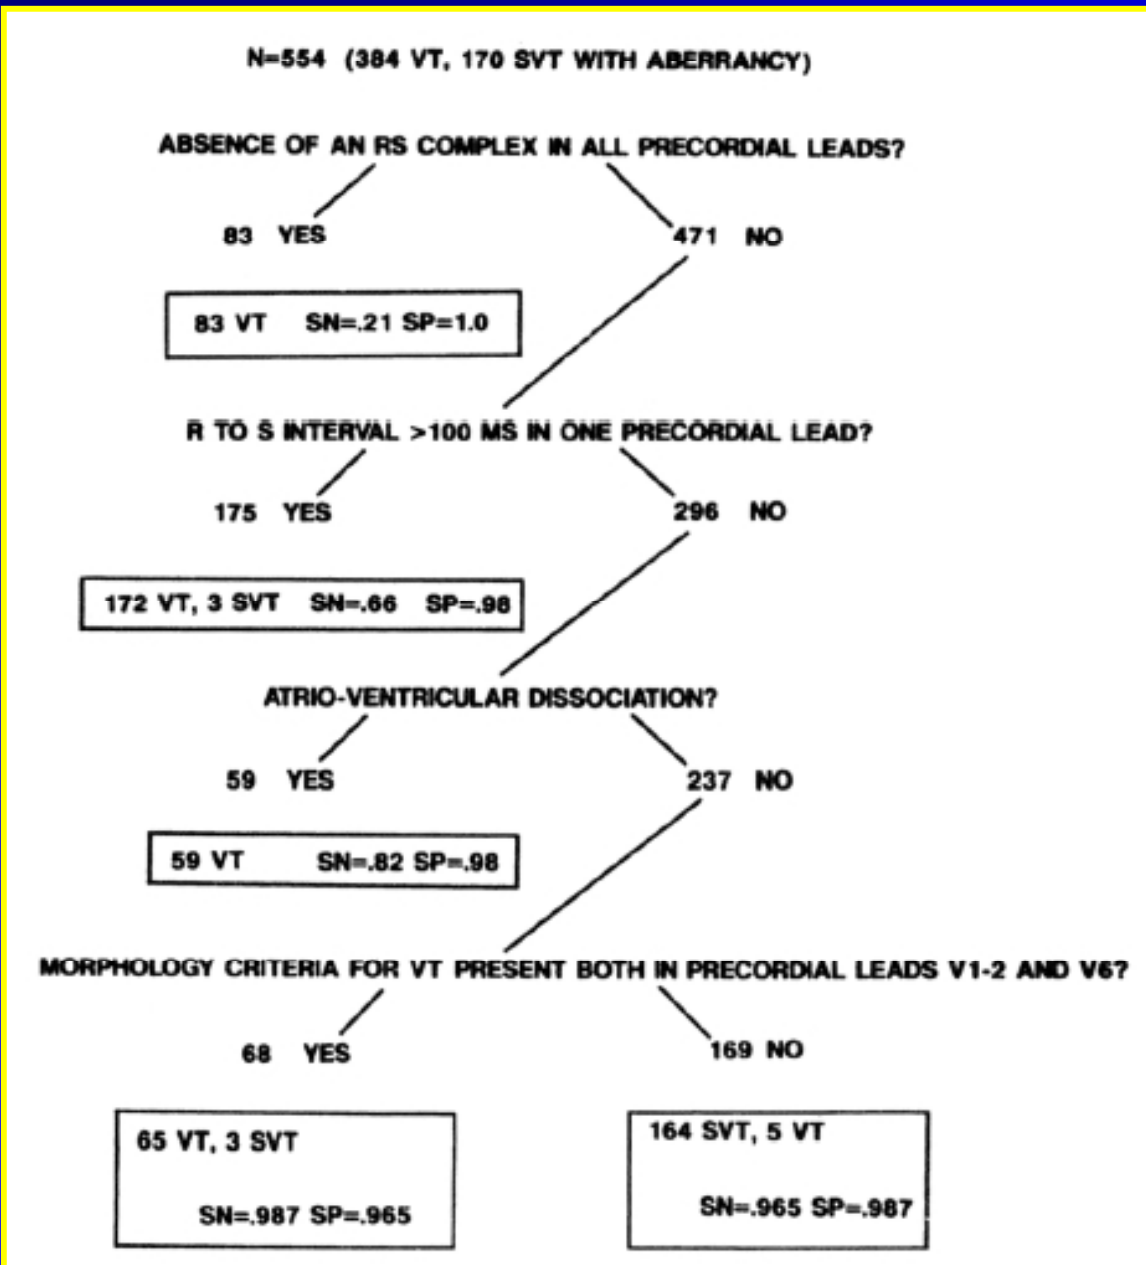 N=554 (384 VT, 170 SVT WITH ABERRANCY)
ABSENCE OF AN RS COMPLEX IN ALL PRECORDIAL LEADS?
83 YES
471 NO
83 VT SN=.21 SP=1.0
R TO S INTERVAL >100 MS IN ONE PRECORDIAL LEAD?
175 YES
296 NO
172 VT, 3 SVT SN=.66 SP=.98
ATRIO-VENTRICULAR DISSOCIATION?
59 YES
237 NO
59 VT SN=.82 SP=.98
MORPHOLOGY CRITERIA FOR VT PRESENT BOTH IN PRECORDIAL LEADS V1-2 AND V6?
68 YES
169 NO
65 VT, 3 SVT
SN=.987 SP=.965
164 SVT, 5 VT
SN=.965 SP=.987